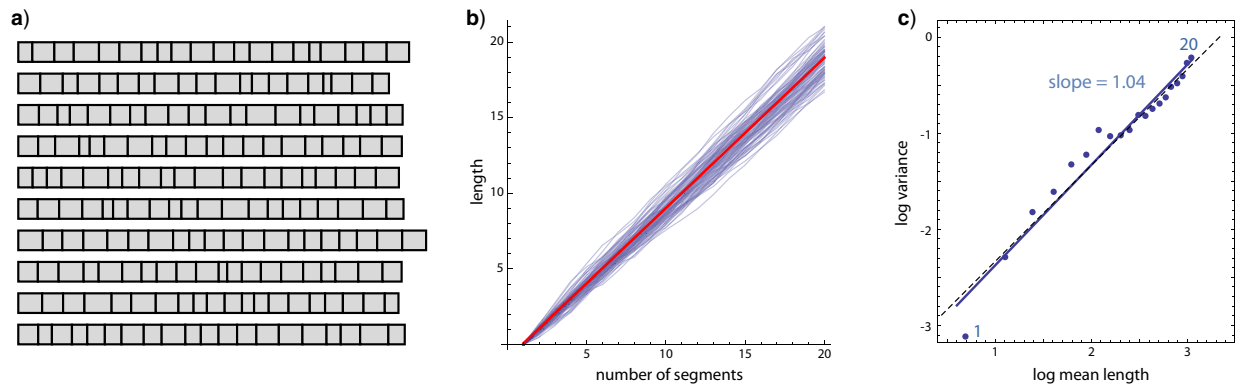 a)
b)
20
15
10
5
length
5
10
15
20
number of segments
c)
0
-1
-2
-3
log variance
20
slope = 1.04
1
1
2
3
log mean length